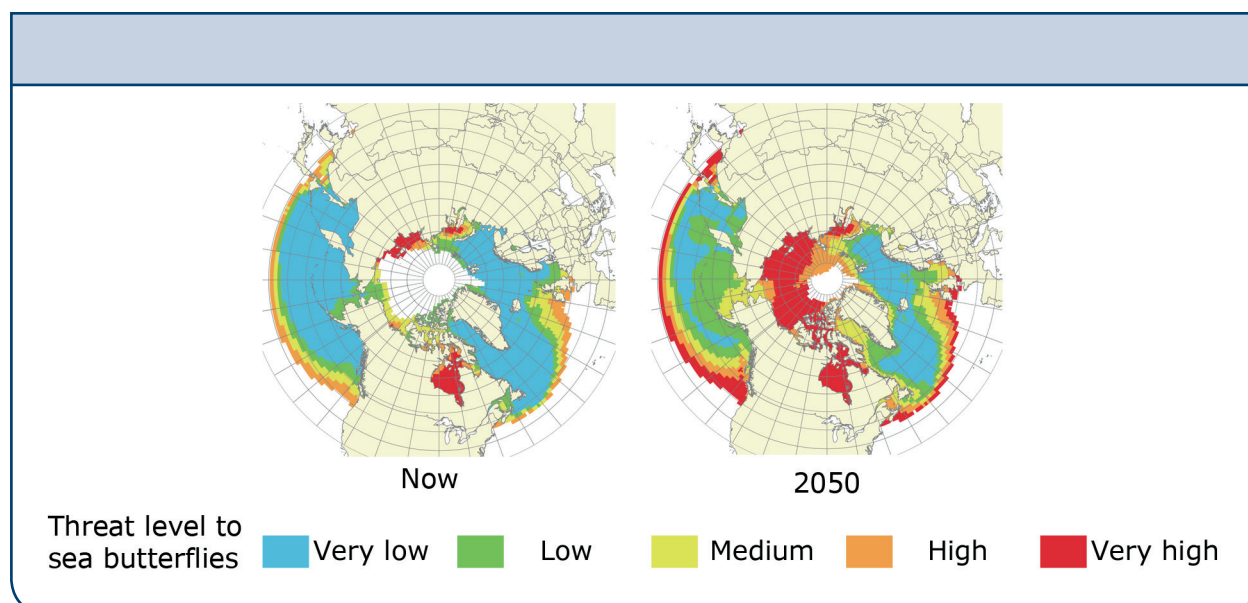 Now
2050
Threat level to
sea butterflies
Very low
Low
Medium
High
Very high